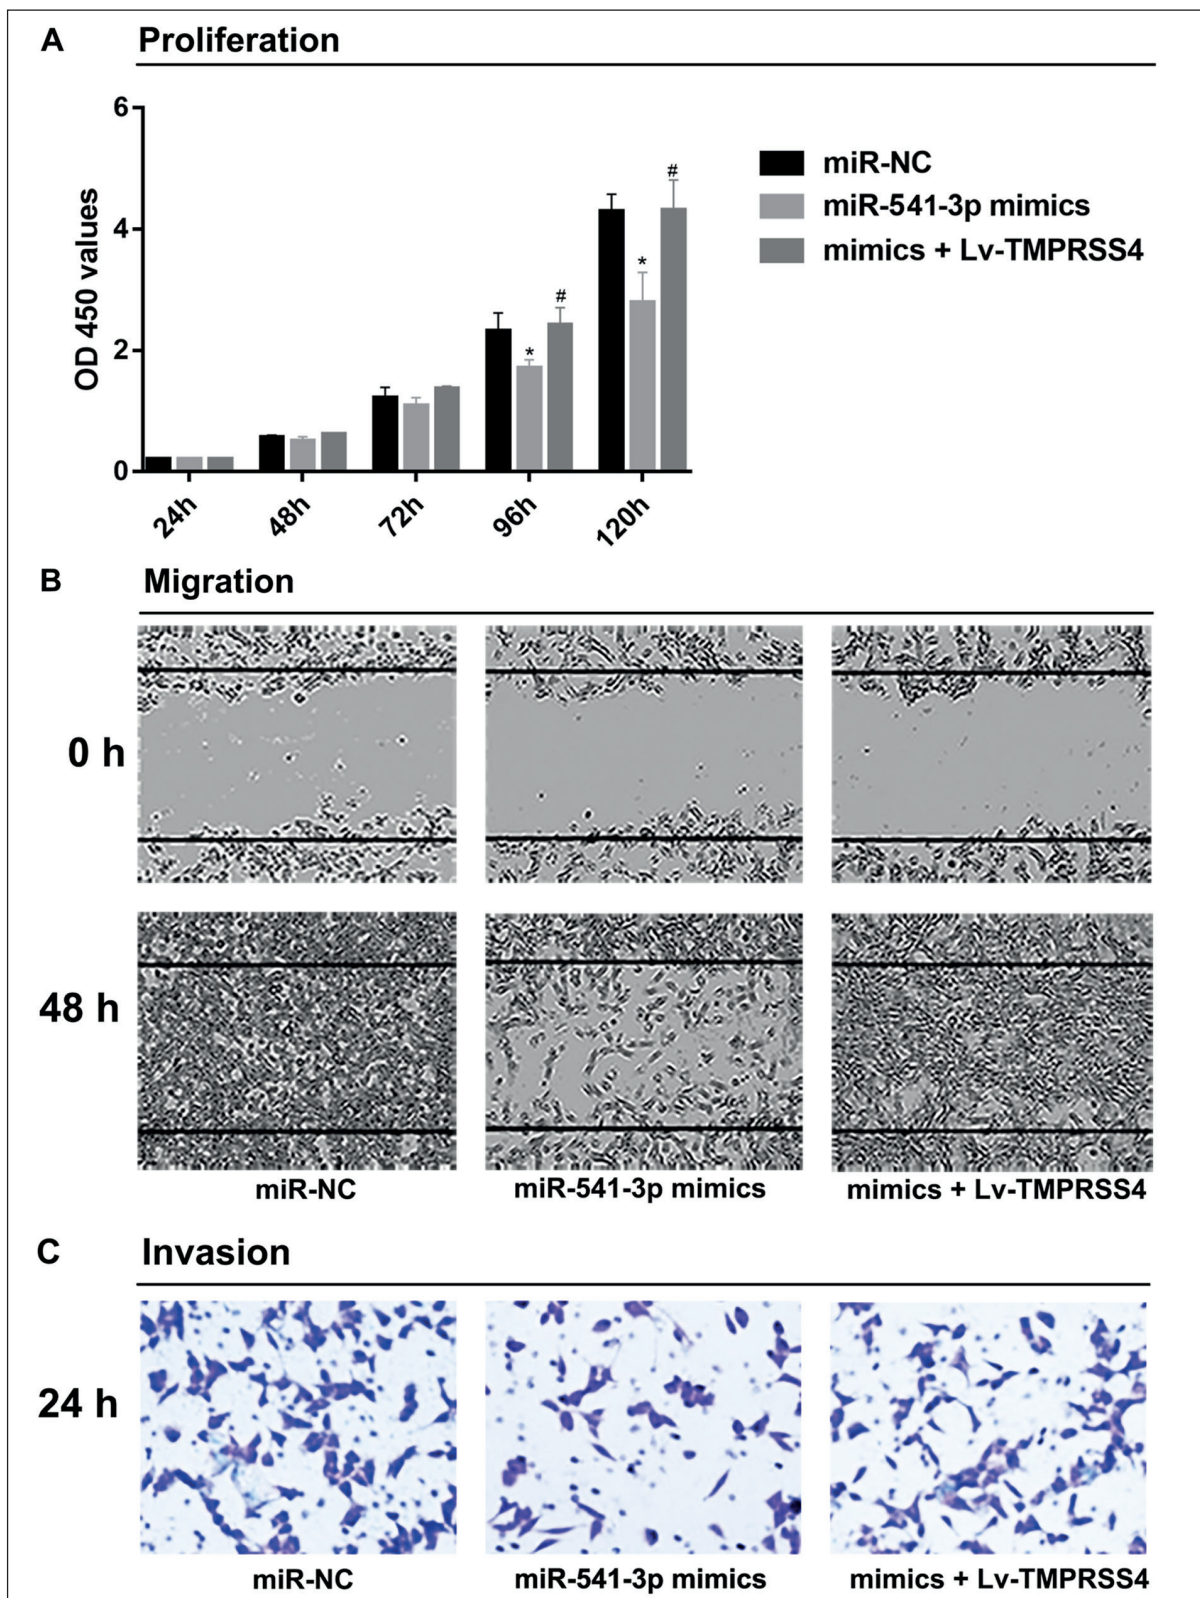 A Proliferation
6
4
2
0
OD 450 values
miR-NC
miR-541-3p mimics
mimics + Lv-TMPRSS4
*
#
*
#
24h
48h
72h
96h
120h
B Migration
0 h
48 h
miR-NC
miR-541-3p mimics
mimics + Lv-TMPRSS4
C Invasion
24 h
miR-NC
miR-541-3p mimics
mimics + Lv-TMPRSS4